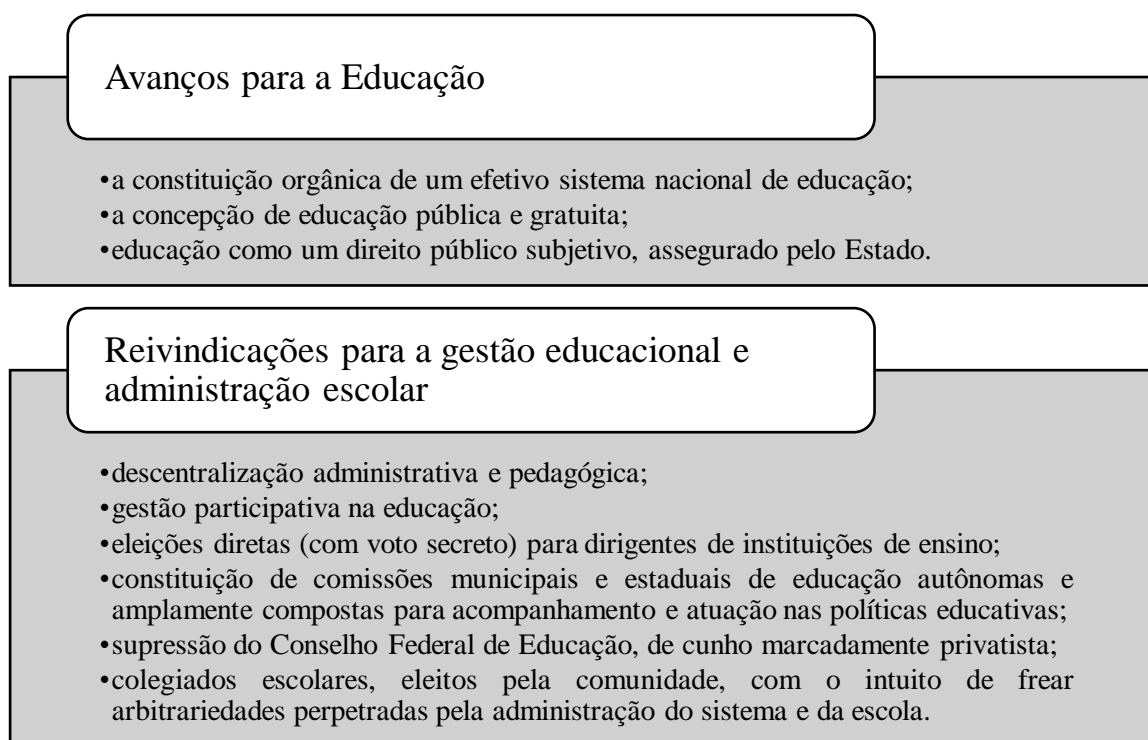 Avanços para a Educação
•a constituição orgânica de um efetivo sistema nacional de educação;
•a concepção de educação pública e gratuita;
•educação como um direito público subjetivo, assegurado pelo Estado.
Reivindicações para a gestão educacional e
administração escolar
•descentralização administrativa e pedagógica;
•gestão participativa na educação;
•eleições diretas (com voto secreto) para dirigentes de instituições de ensino;
•constituição de comissões municipais e estaduais de educação autônomas e
amplamente compostas para acompanhamento e atuação nas políticas educativas;
•supressão do Conselho Federal de Educação, de cunho marcadamente privatista;
•colegiados escolares, eleitos pela comunidade, com o intuito de frear
arbitrariedades perpetradas pela administração do sistema e da escola.